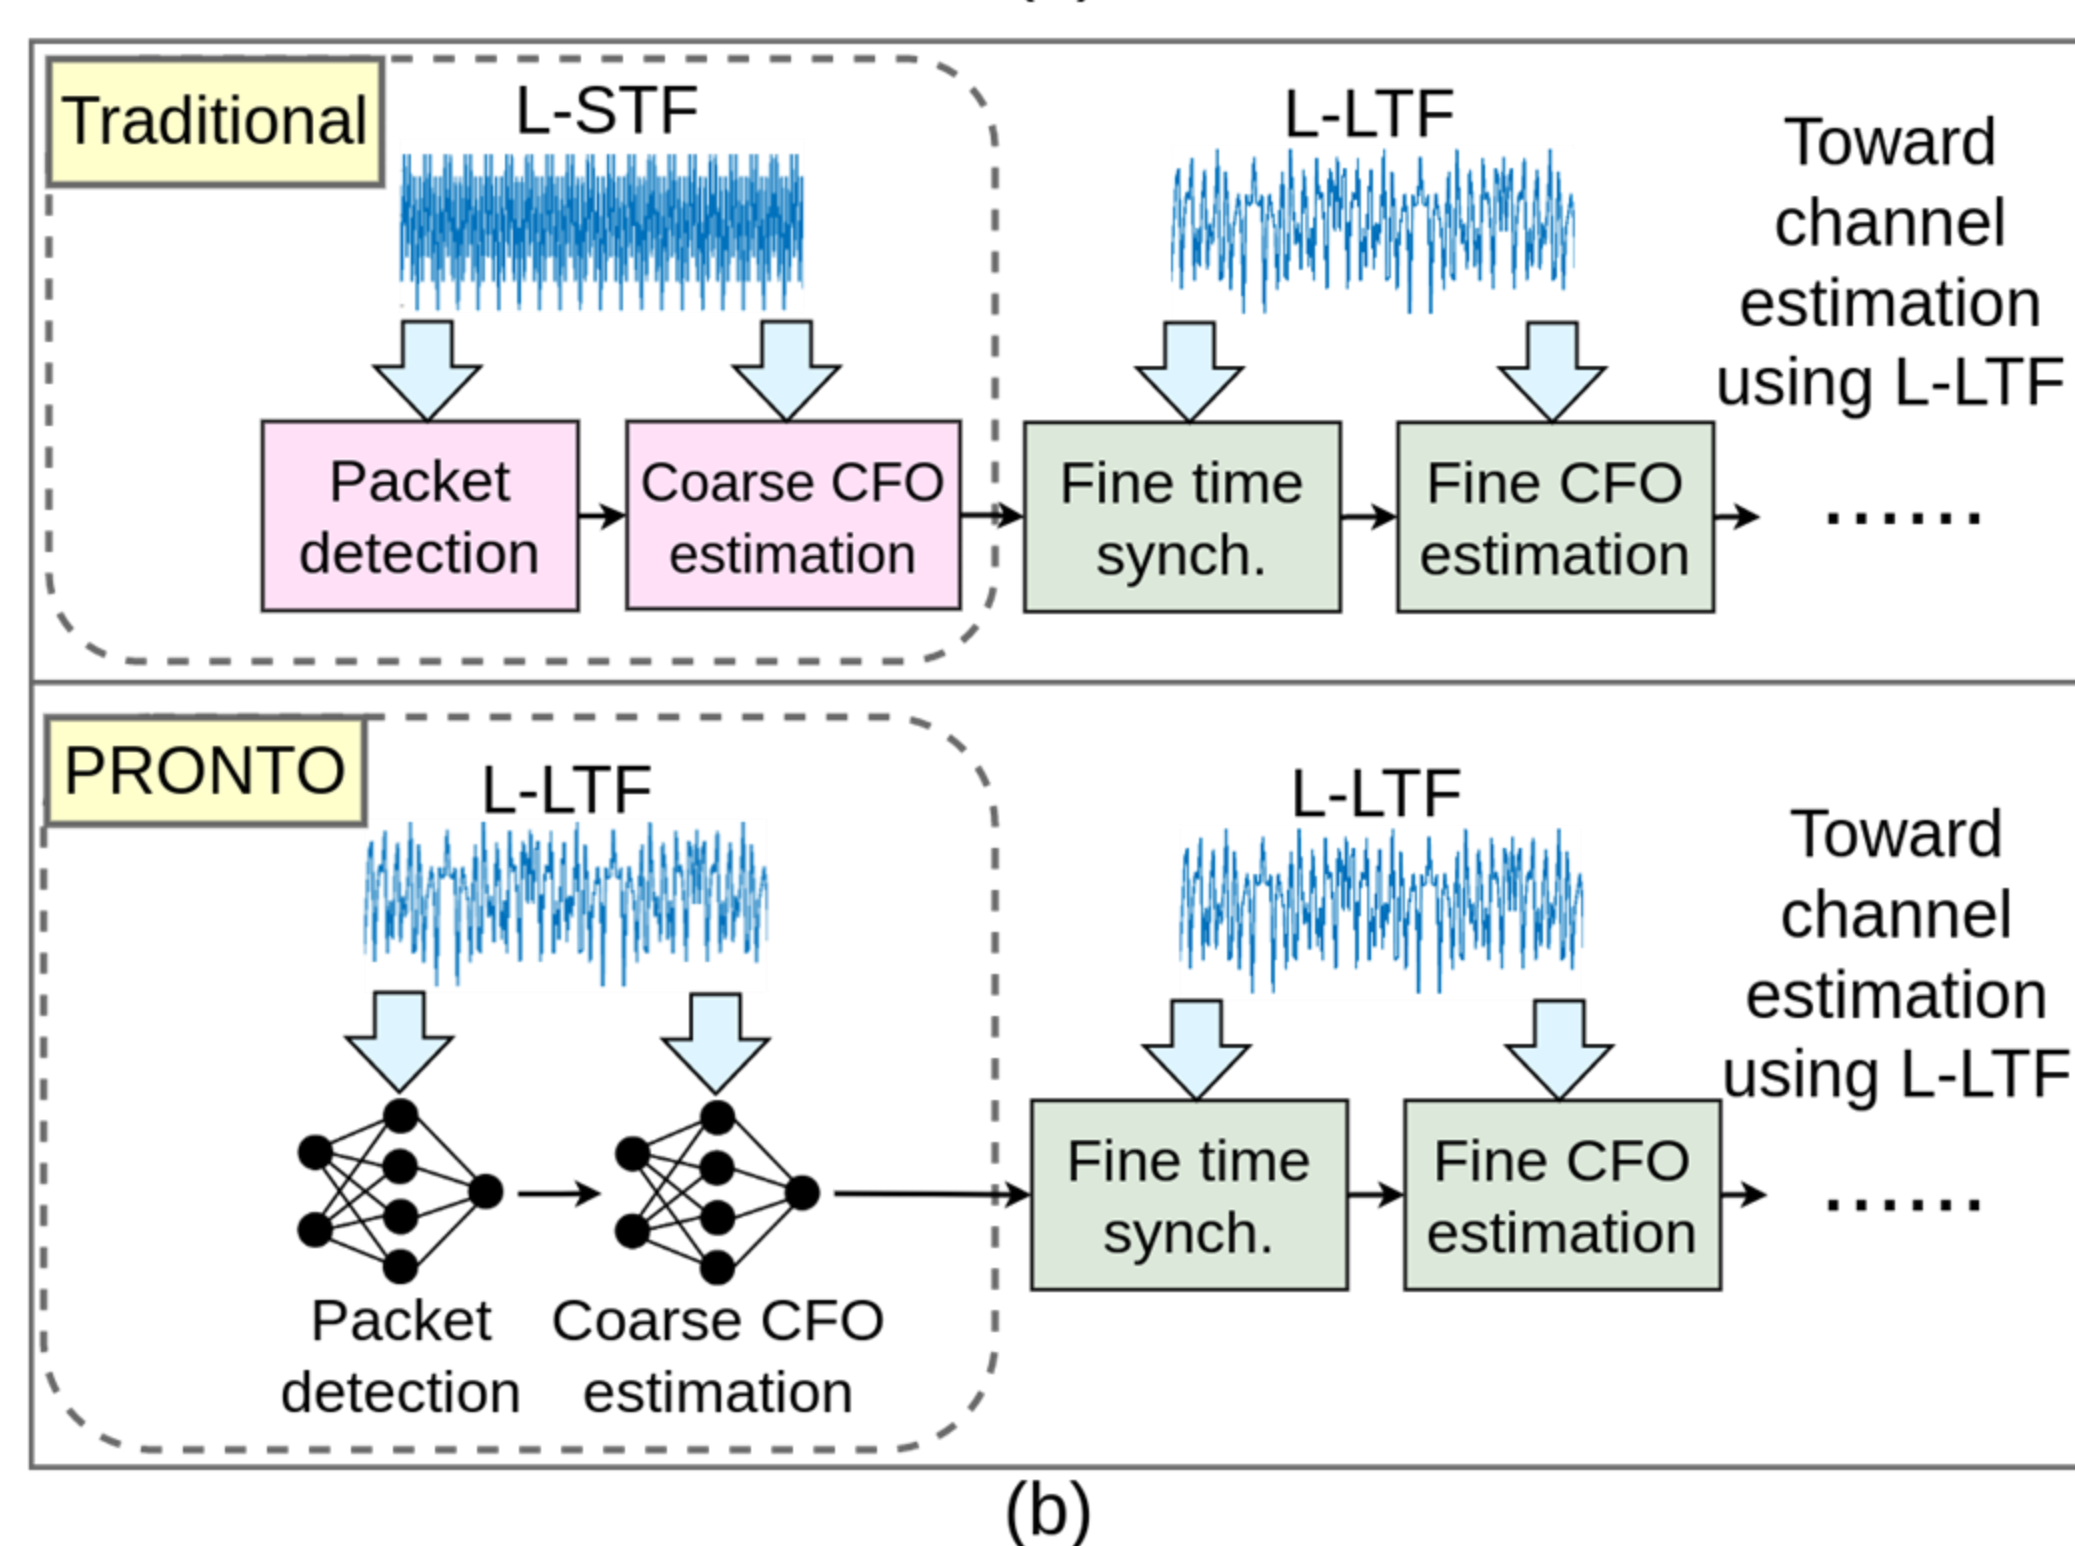 Traditional
L-STF
L-LTF
Toward
channel
estimation
using L-LTF
Packet
detection
Coarse CFO
estimation
Fine time
synch.
Fine CFO
estimation
......
PRONTO
L-LTF
L-LTF
Toward
channel
estimation
using L-LTF
Fine time
synch.
Fine CFO
estimation
......
Packet
detection
Coarse CFO
estimation
(b)